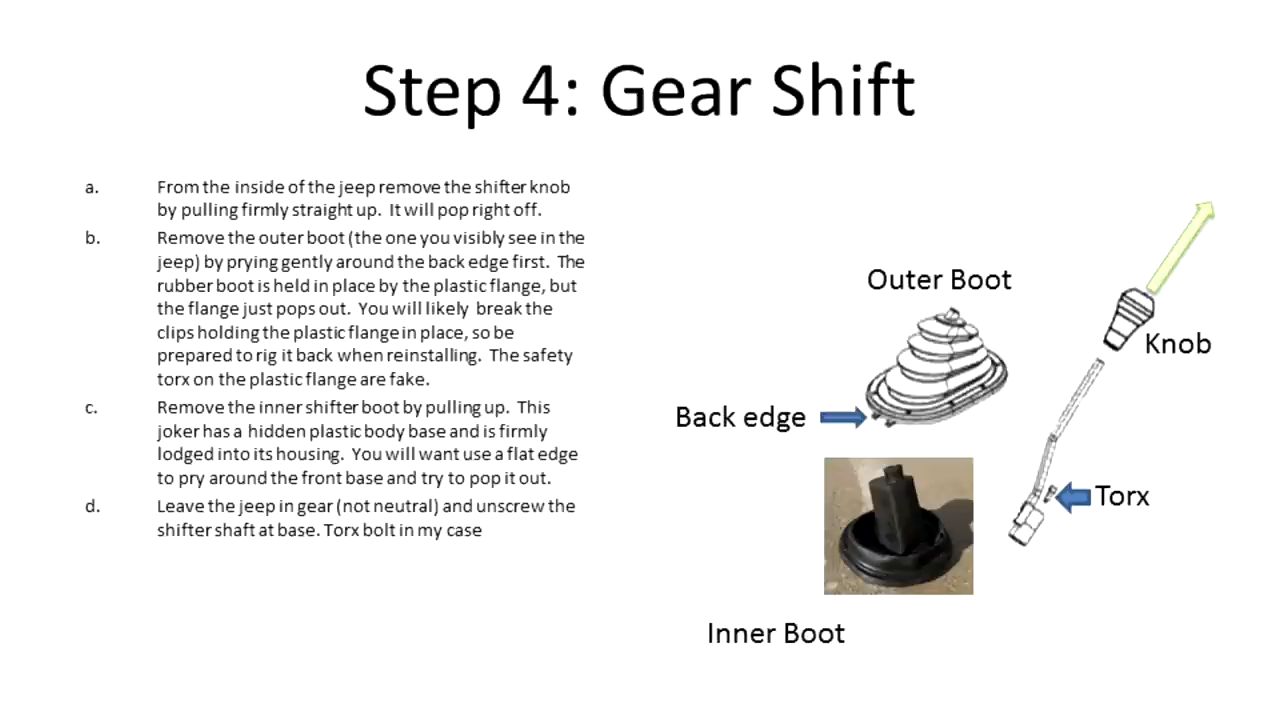 Step 4: Gear Shift
a. From the inside of the jeep remove the shifter knob
by pulling firmly straight up. It will pop right off.
b. Remove the outer boot (the one you visibly see in the
jeep) by prying gently around the back edge first. The
rubber boot is held in place by the plastic flange, but
the flange just pops out. You will likely break the
clips holding the plastic flange in place, so be
prepared to rig it back when reinstalling. The safety
torx on the plastic flange are fake.
c. Remove the inner shifter boot by pulling up. This
joker has a hidden plastic body base and is firmly
lodged into its housing. You will want use a flat edge
to pry around the front base and try to pop it out.
d. Leave the jeep in gear (not neutral) and unscrew the
shifter shaft at base. Torx bolt in my case
Outer Boot
Knob
Back edge
Torx
Inner Boot